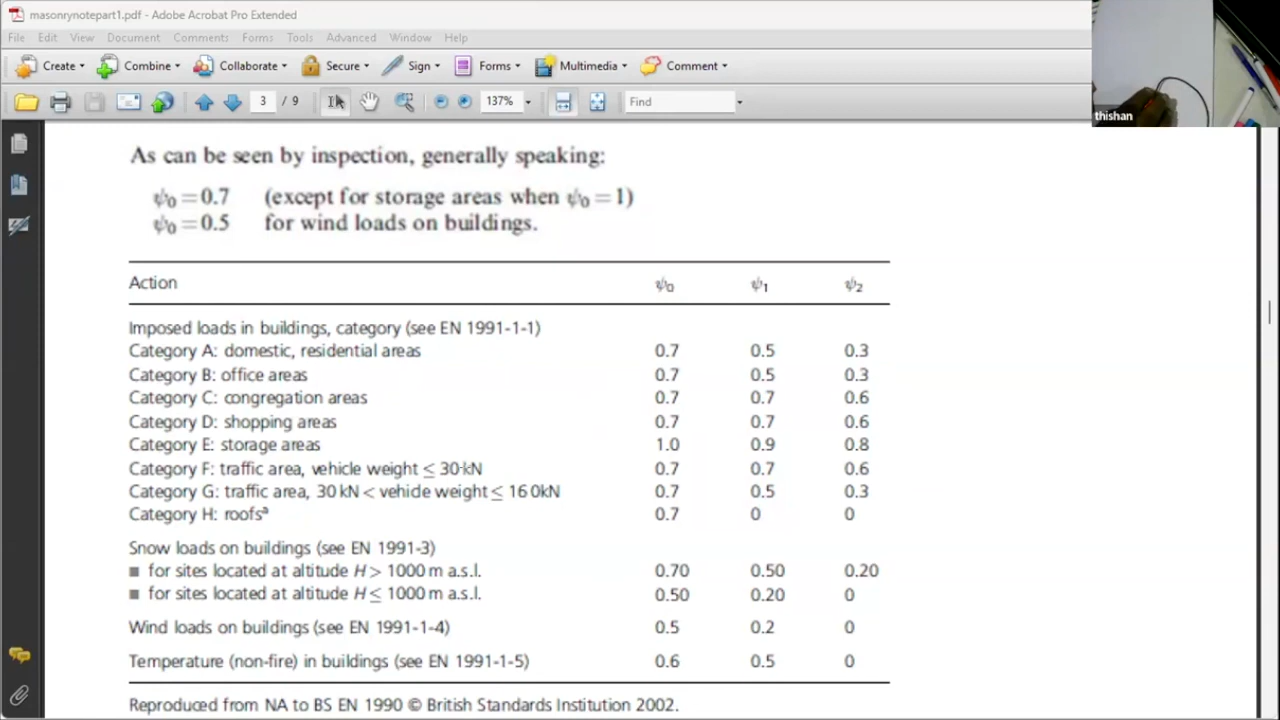 masonrynotepart1.pdf - Adobe Acrobat Pro Extended
File Edit View Document Comments Forms Tools Advanced Window Help
Create Combine Collaborate Secure Sign Forms Multimedia Comment
3 / 9 137% Find
thishan
As can be seen by inspection, generally speaking:
ψ₀ = 0.7 (except for storage areas when ψ₀ = 1)
ψ₀ = 0.5 for wind loads on buildings.
Action ψ₀ ψ₁ ψ₂
Imposed loads in buildings, category (see EN 1991-1-1)
Category A: domestic, residential areas 0.7 0.5 0.3
Category B: office areas 0.7 0.5 0.3
Category C: congregation areas 0.7 0.7 0.6
Category D: shopping areas 0.7 0.7 0.6
Category E: storage areas 1.0 0.9 0.8
Category F: traffic area, vehicle weight ≤ 30 kN 0.7 0.7 0.6
Category G: traffic area, 30 kN < vehicle weight ≤ 160kN 0.7 0.5 0.3
Category H: roofsᵃ 0.7 0 0
Snow loads on buildings (see EN 1991-3)
■ for sites located at altitude H > 1000 m a.s.l. 0.70 0.50 0.20
■ for sites located at altitude H ≤ 1000 m a.s.l. 0.50 0.20 0
Wind loads on buildings (see EN 1991-1-4) 0.5 0.2 0
Temperature (non-fire) in buildings (see EN 1991-1-5) 0.6 0.5 0
Reproduced from NA to BS EN 1990 © British Standards Institution 2002.